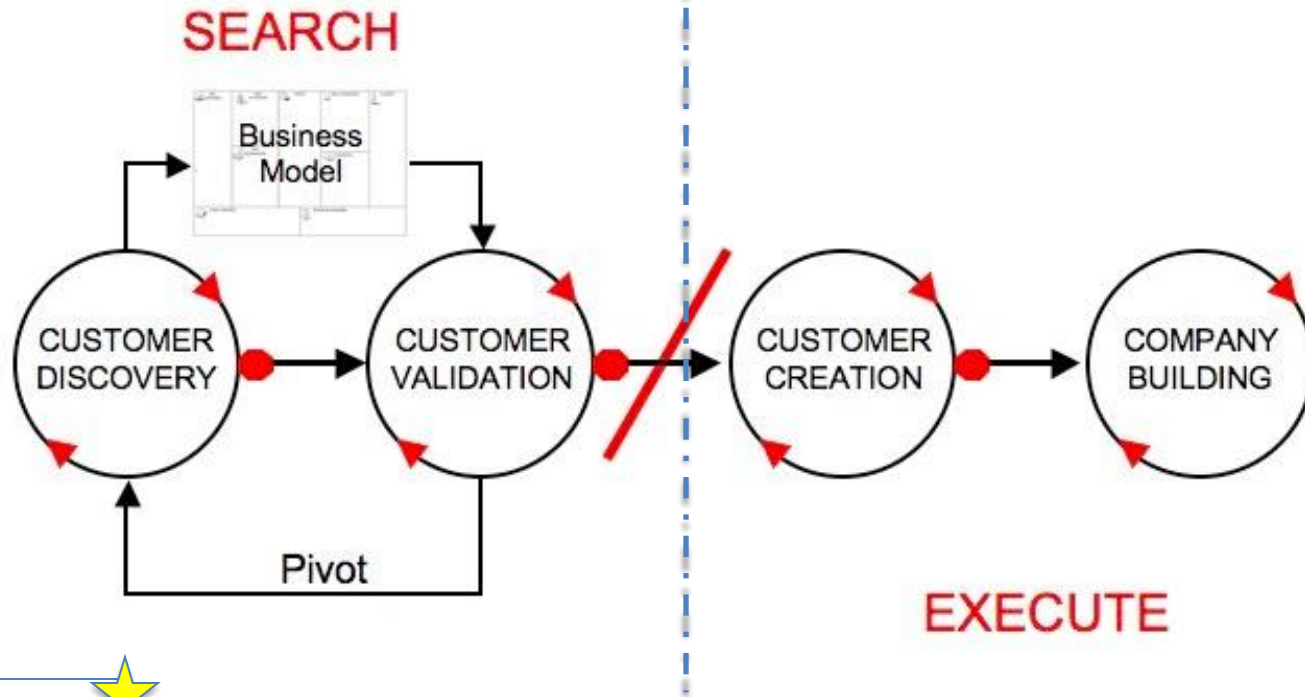 SEARCH
Business
Model
CUSTOMER
DISCOVERY
CUSTOMER
VALIDATION
CUSTOMER
CREATION
COMPANY
BUILDING
Pivot
EXECUTE